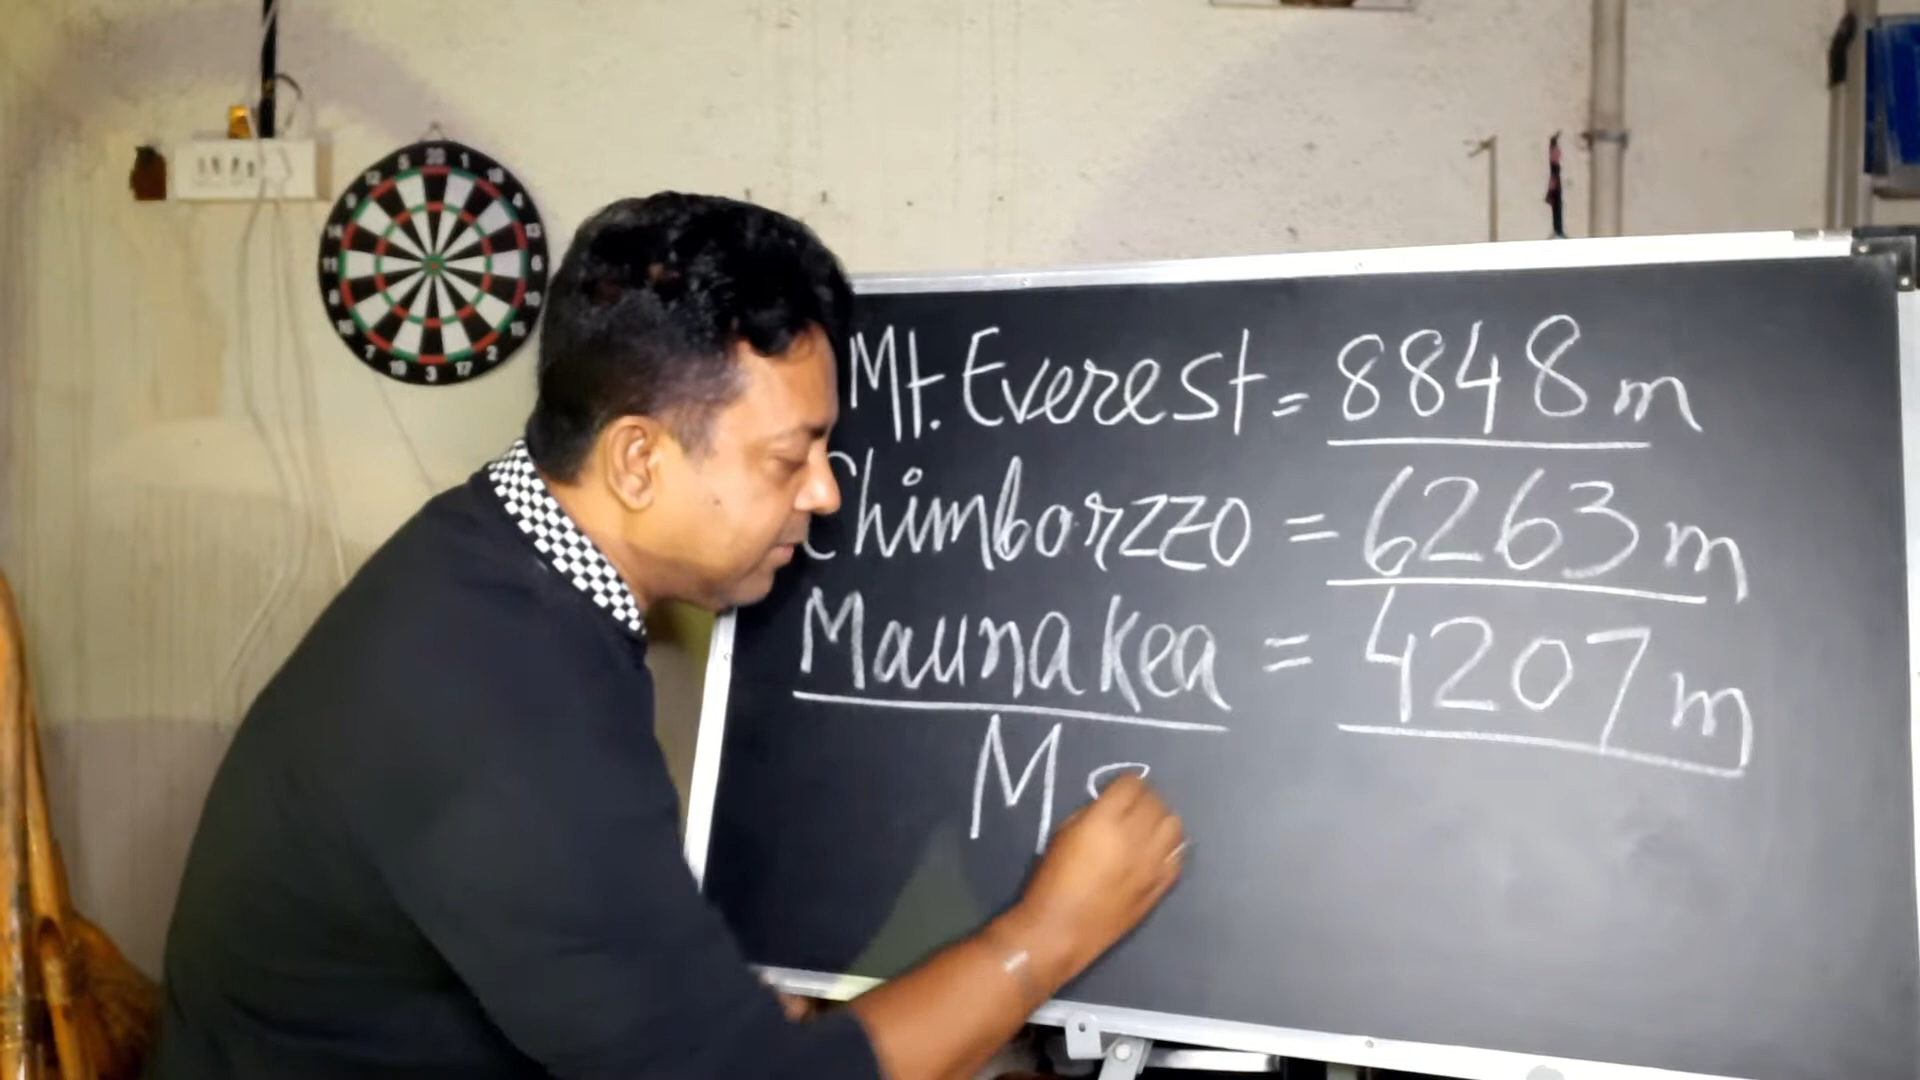 Mt. Everest = 8848 m
Chimborzzo = 6263 m
Maunakea = 4207 m
M